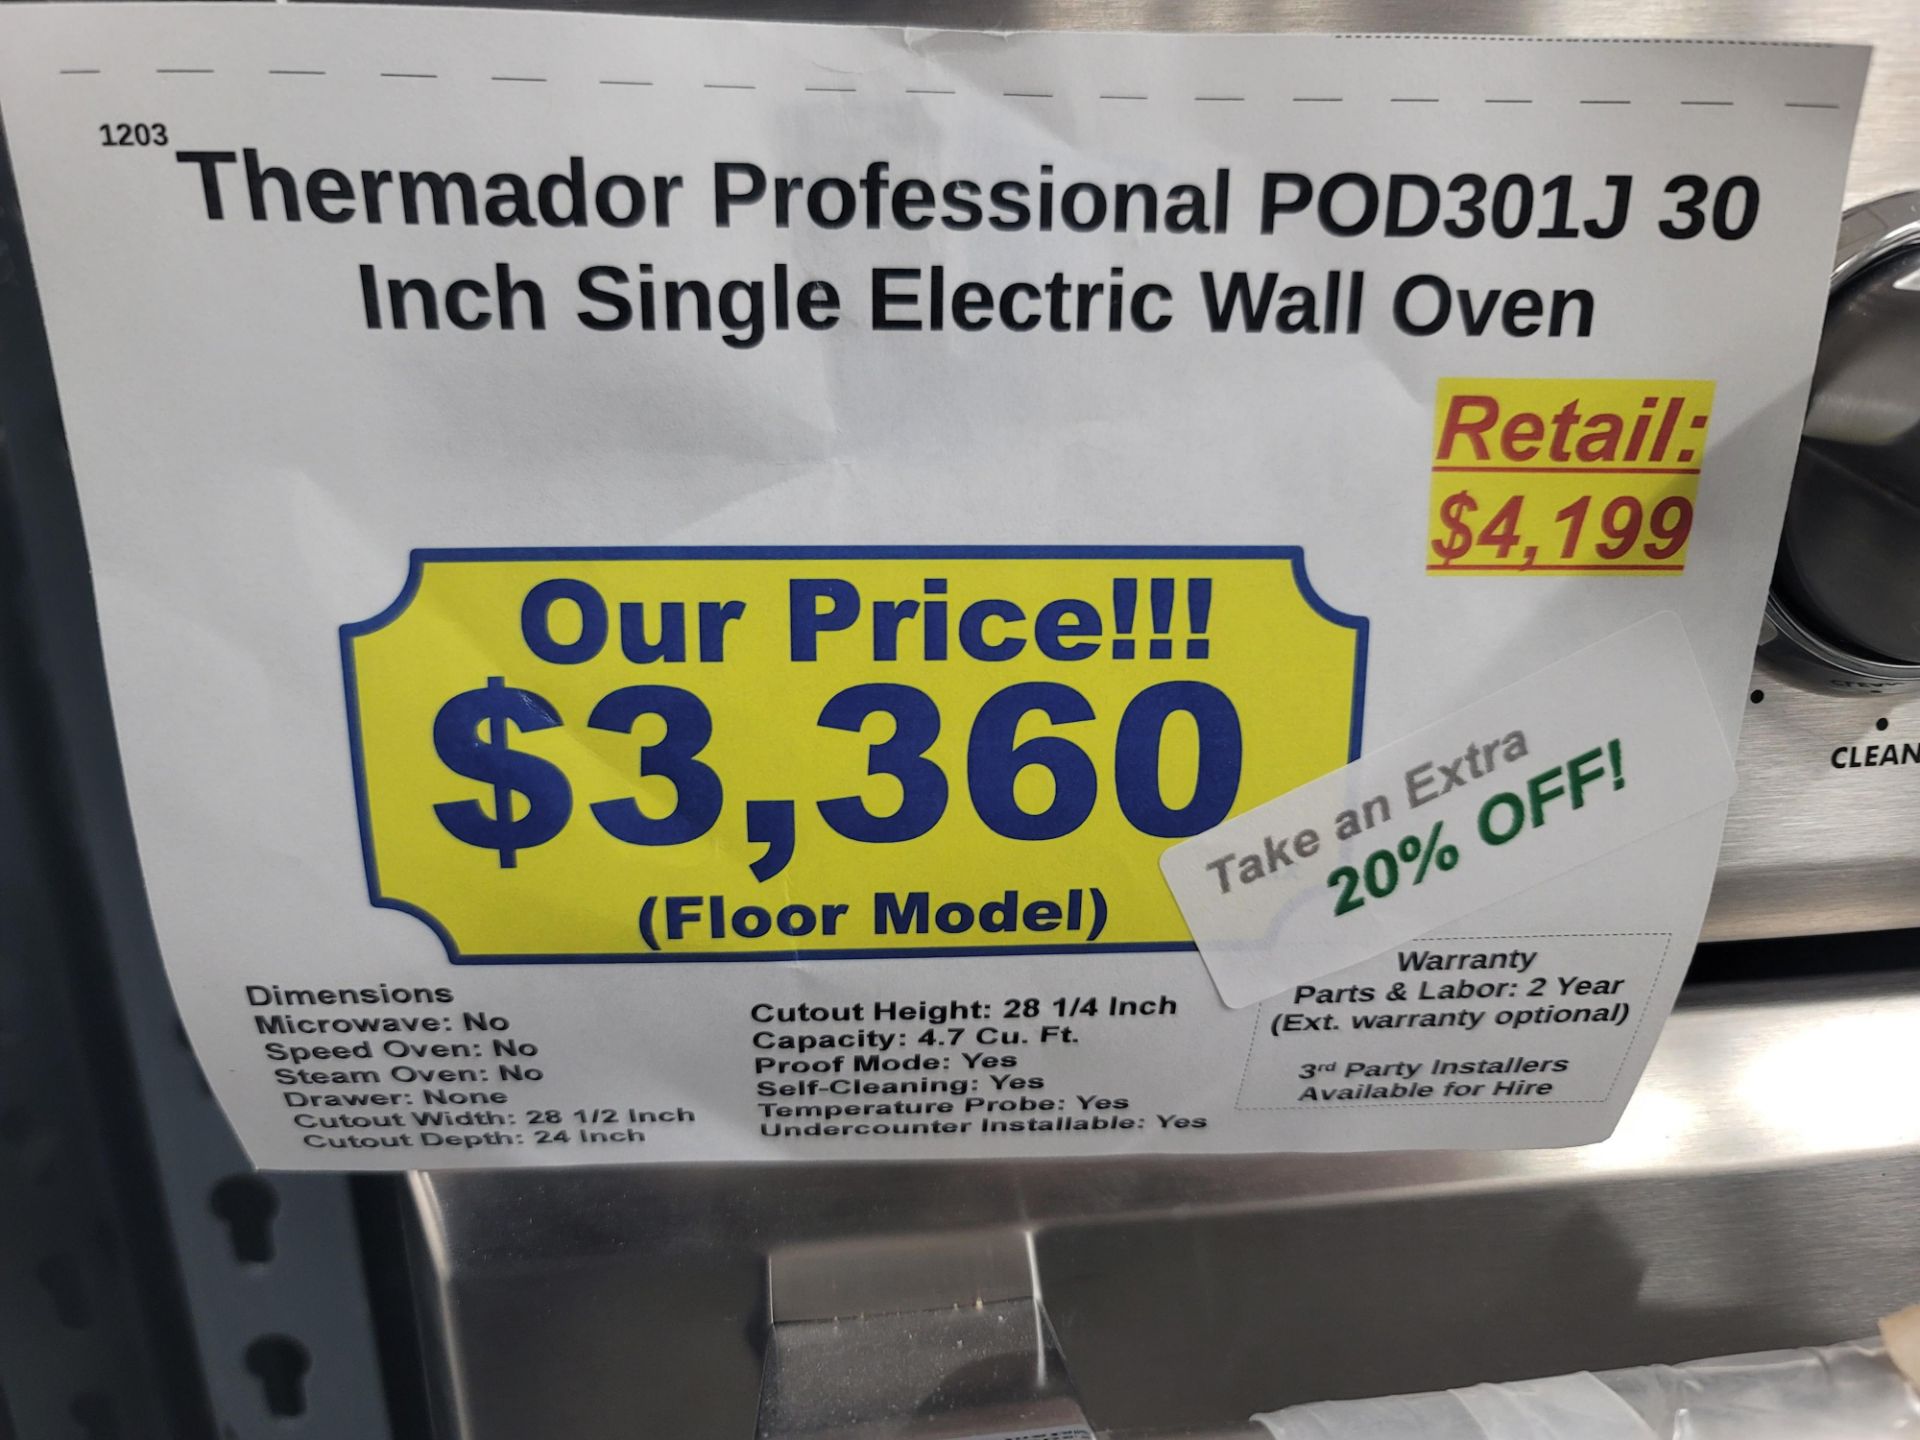 1203
Thermador Professional POD301J 30
Inch Single Electric Wall Oven
Retail:
$4,199
Our Price!!!
$3,360
(Floor Model)
Take an Extra
20% OFF!
Dimensions
Microwave: No
Speed Oven: No
Steam Oven: No
Drawer: None
Cutout Width: 28 1/2 Inch
Cutout Depth: 24 Inch
Cutout Height: 28 1/4 Inch
Capacity: 4.7 Cu. Ft.
Proof Mode: Yes
Self-Cleaning: Yes
Temperature Probe: Yes
Undercounter Installable: Yes
Warranty
Parts & Labor: 2 Year
(Ext. warranty optional)
3rd Party Installers
Available for Hire
CLEAN